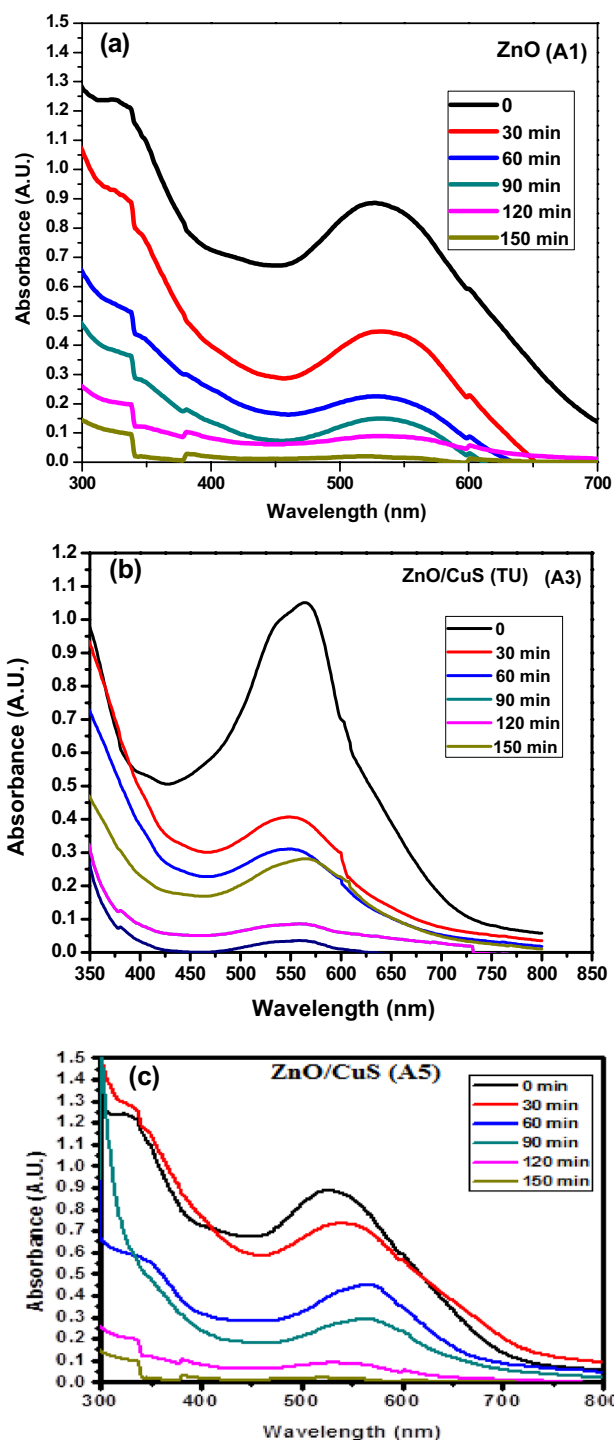 (a)
ZnO (A1)
0
30 min
60 min
90 min
120 min
150 min
Absorbance (A.U.)
1.5
1.4
1.3
1.2
1.1
1.0
0.9
0.8
0.7
0.6
0.5
0.4
0.3
0.2
0.1
0.0
300 400 500 600 700
Wavelength (nm)
(b)
ZnO/CuS (TU) (A3)
0
30 min
60 min
90 min
120 min
150 min
Absorbance (A.U.)
1.2
1.1
1.0
0.9
0.8
0.7
0.6
0.5
0.4
0.3
0.2
0.1
0.0
350 400 450 500 550 600 650 700 750 800 850
Wavelength (nm)
(c)
ZnO/CuS (A5)
0 min
30 min
60 min
90 min
120 min
150 min
Absorbance (A.U.)
1.5
1.4
1.3
1.2
1.1
1.0
0.9
0.8
0.7
0.6
0.5
0.4
0.3
0.2
0.1
0.0
300 400 500 600 700 800
Wavelength (nm)